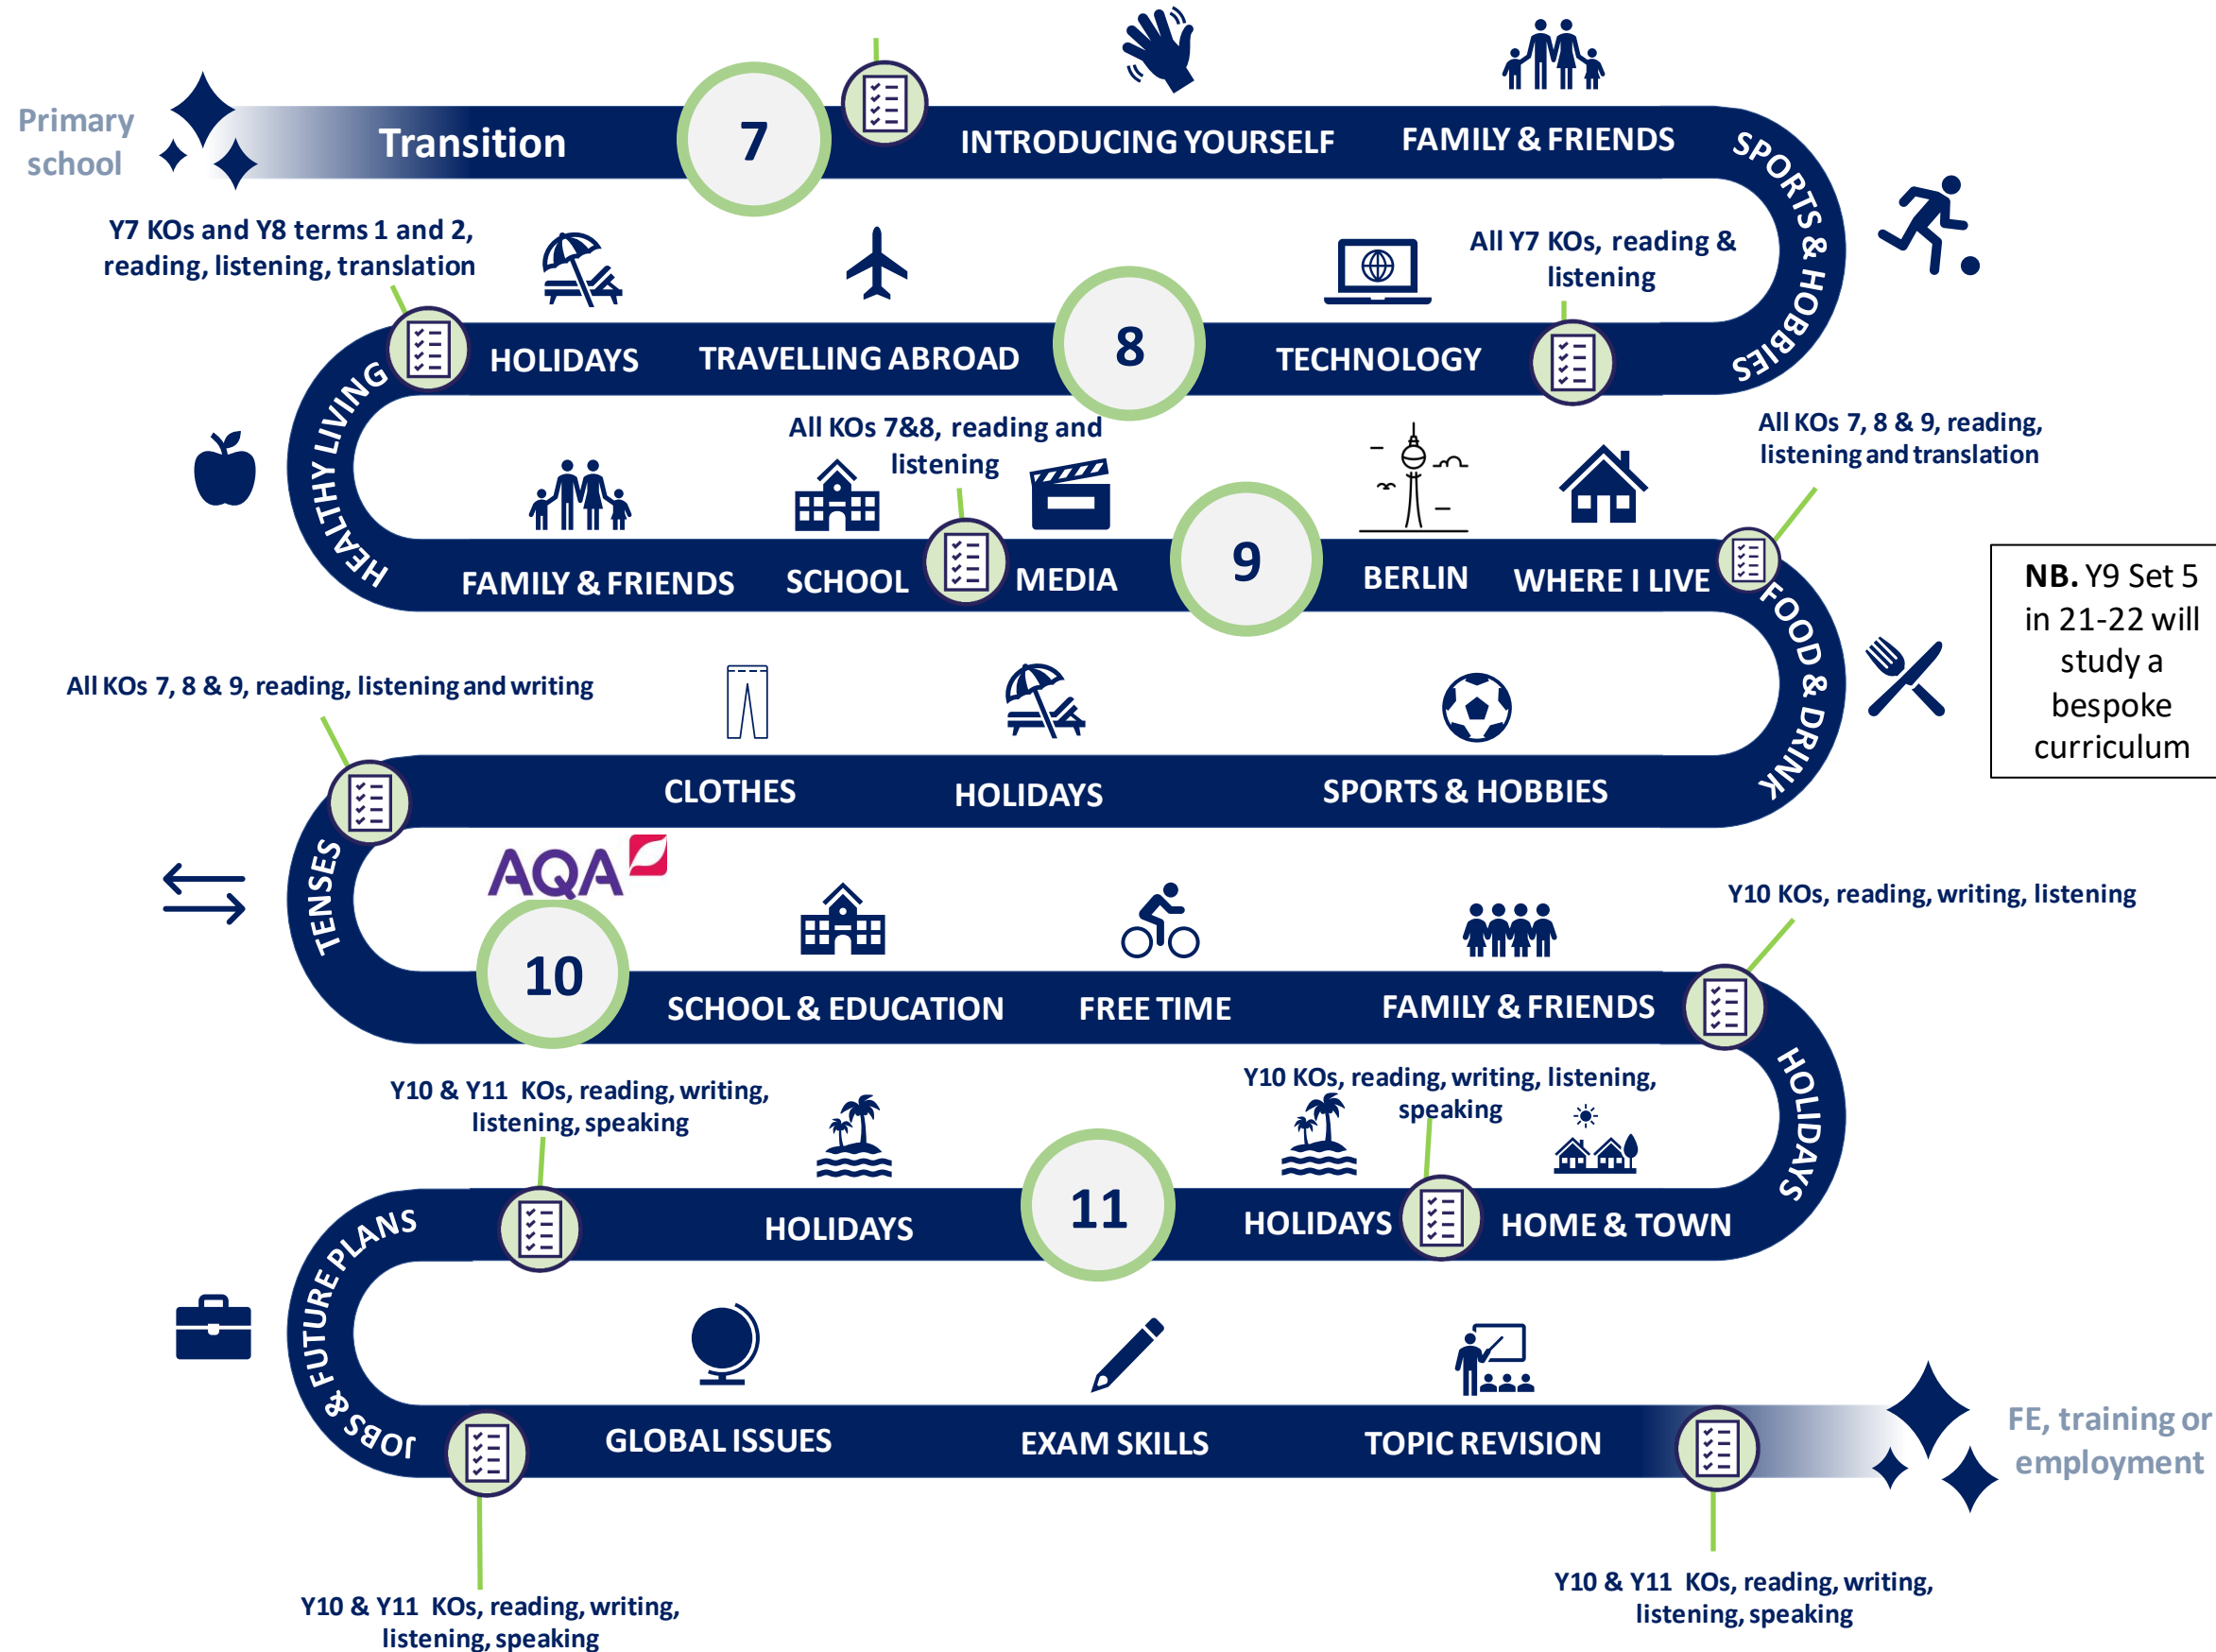 Primary
school
Transition
7
INTRODUCING YOURSELF
FAMILY & FRIENDS
SPORTS & HOBBIES
All Y7 KOs, reading &
listening
TECHNOLOGY
8
TRAVELLING ABROAD
HOLIDAYS
Y7 KOs and Y8 terms 1 and 2,
reading, listening, translation
HEALTHY LIVING
FAMILY & FRIENDS
SCHOOL
All KOs 7&8, reading and
listening
MEDIA
9
BERLIN
WHERE I LIVE
All KOs 7, 8 & 9, reading,
listening and translation
FOOD & DRINK
NB. Y9 Set 5
in 21-22 will
study a
bespoke
curriculum
SPORTS & HOBBIES
HOLIDAYS
CLOTHES
All KOs 7, 8 & 9, reading, listening and writing
TENSES
AQA
10
SCHOOL & EDUCATION
FREE TIME
FAMILY & FRIENDS
Y10 KOs, reading, writing, listening
HOLIDAYS
HOME & TOWN
Y10 KOs, reading, writing, listening,
speaking
HOLIDAYS
11
HOLIDAYS
Y10 & Y11 KOs, reading, writing,
listening, speaking
JOBS & FUTURE PLANS
Y10 & Y11 KOs, reading, writing,
listening, speaking
GLOBAL ISSUES
EXAM SKILLS
TOPIC REVISION
Y10 & Y11 KOs, reading, writing,
listening, speaking
FE, training or
employment